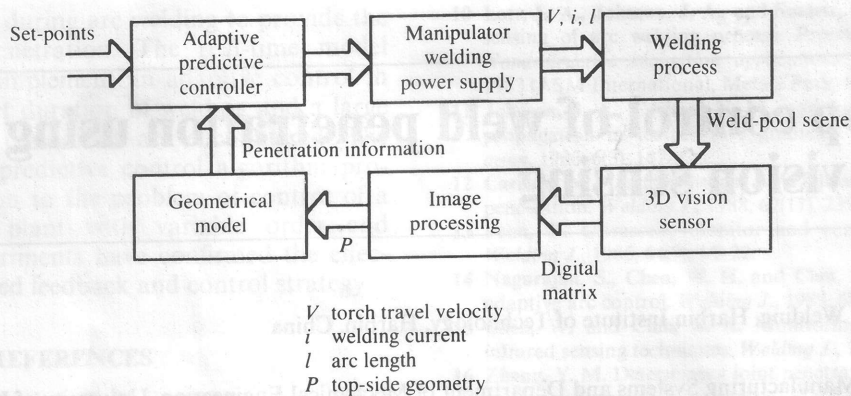 Set-points
Adaptive
predictive
controller
Manipulator
welding
power supply
V, i, l
Welding
process
Weld-pool scene
3D vision
sensor
Digital
matrix
Image
processing
P
Geometrical
model
Penetration information
V torch travel velocity
i welding current
l arc length
P top-side geometry